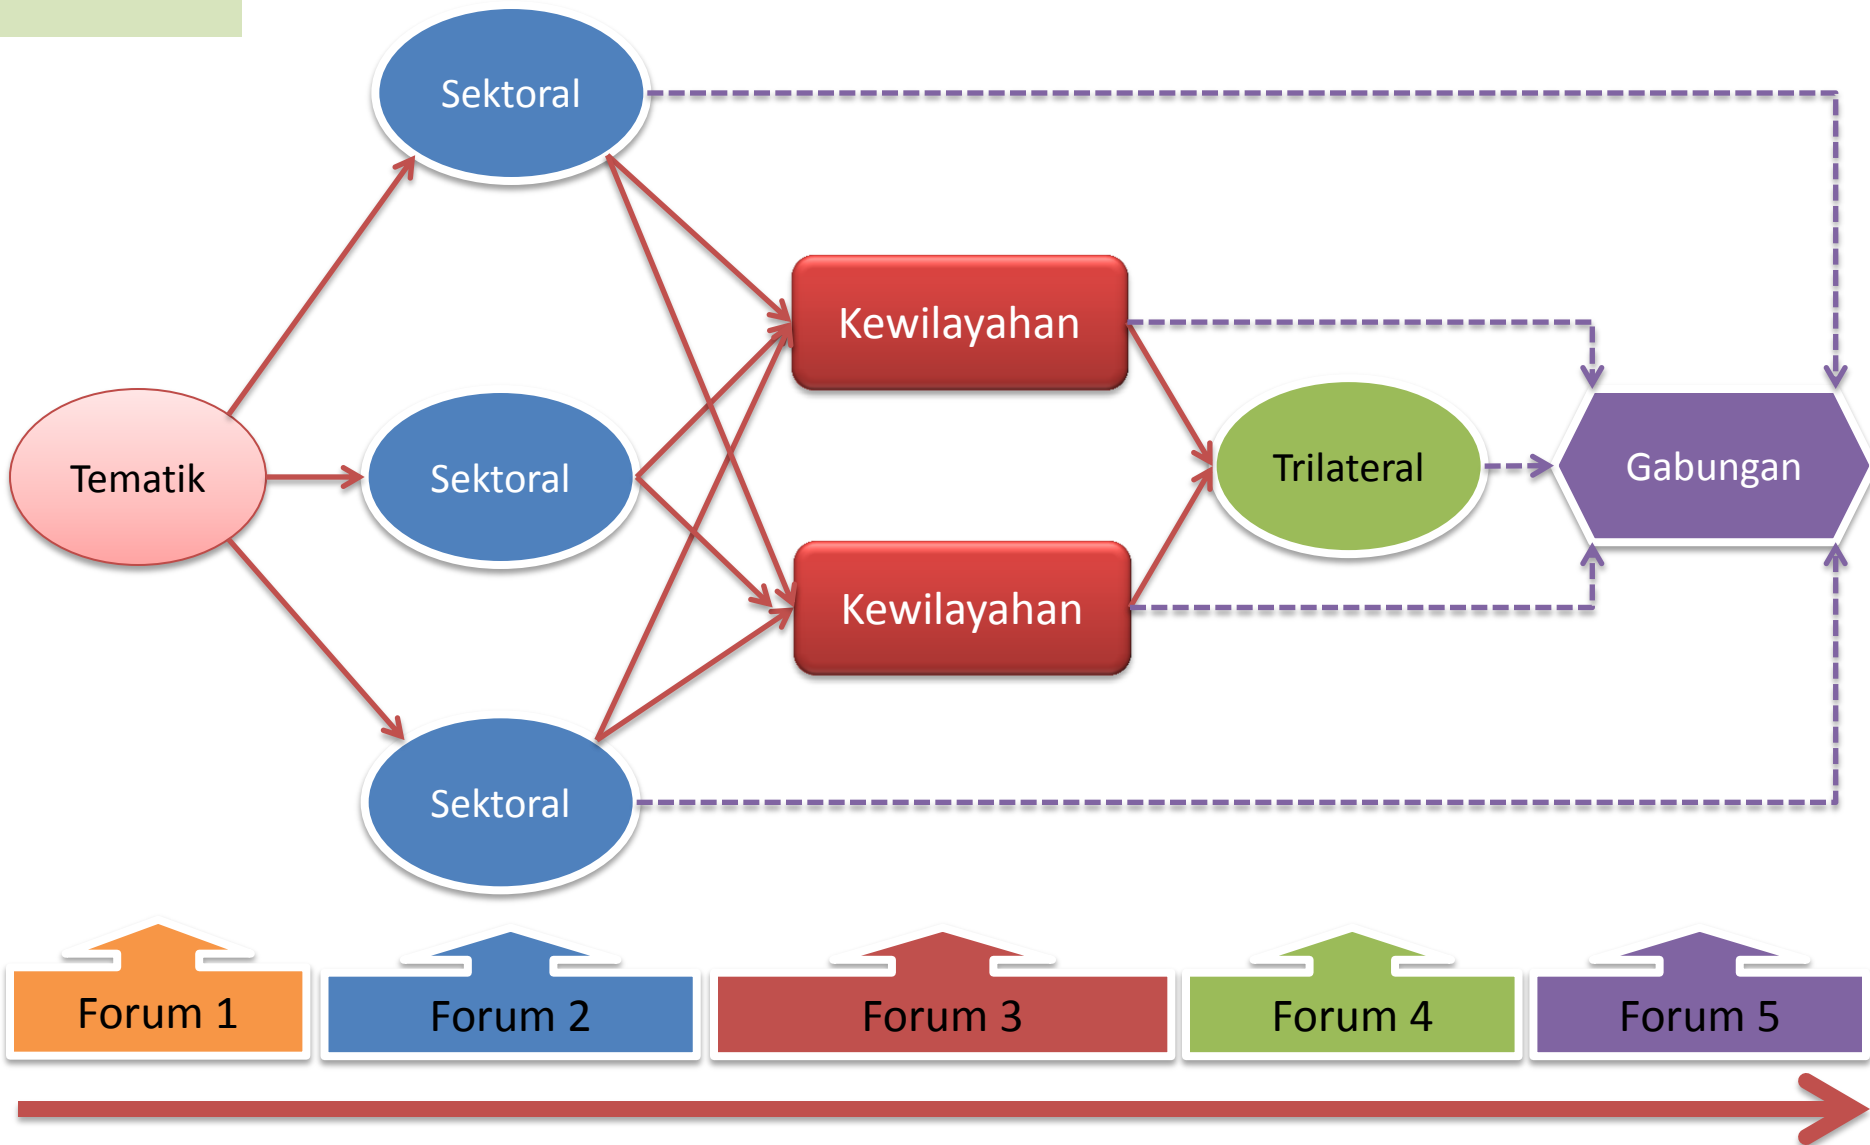 Sektoral
Kewilayahan
Tematik
Sektoral
Trilateral
Gabungan
Kewilayahan
Sektoral
Forum 1
Forum 2
Forum 3
Forum 4
Forum 5